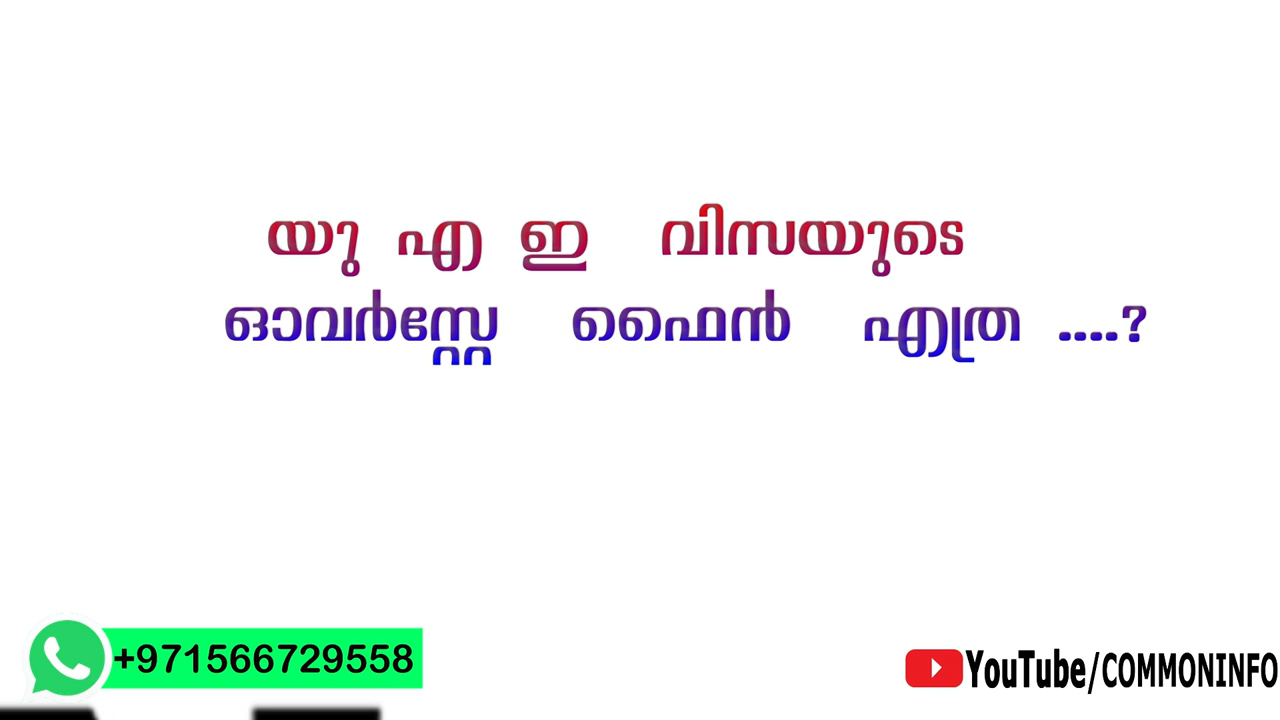 യു എ ഇ വിസയുടെ
ഓവർസ്റ്റേ ഫൈൻ എത്ര ....?
+971566729558
YouTube/COMMONINFO